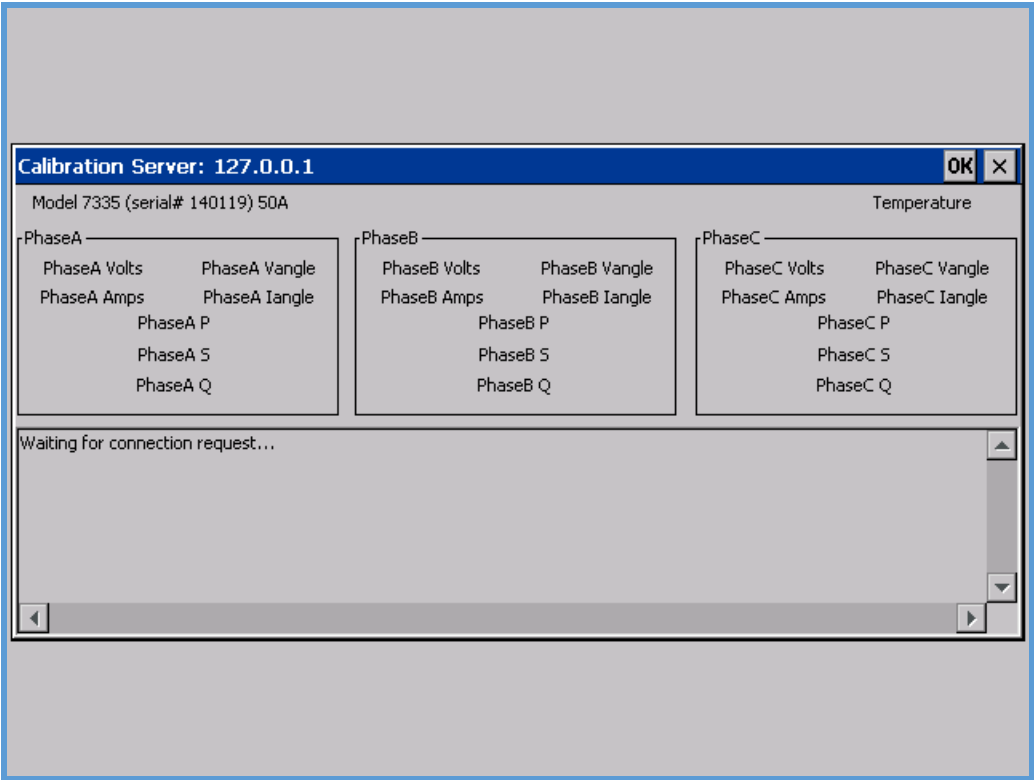 Calibration Server: 127.0.0.1 OK ×
Model 7335 (serial# 140119) 50A Temperature
PhaseA PhaseB PhaseC
PhaseA Volts PhaseA Vangle PhaseB Volts PhaseB Vangle PhaseC Volts PhaseC Vangle
PhaseA Amps PhaseA Iangle PhaseB Amps PhaseB Iangle PhaseC Amps PhaseC Iangle
PhaseA P PhaseB P PhaseC P
PhaseA S PhaseB S PhaseC S
PhaseA Q PhaseB Q PhaseC Q
Waiting for connection request...